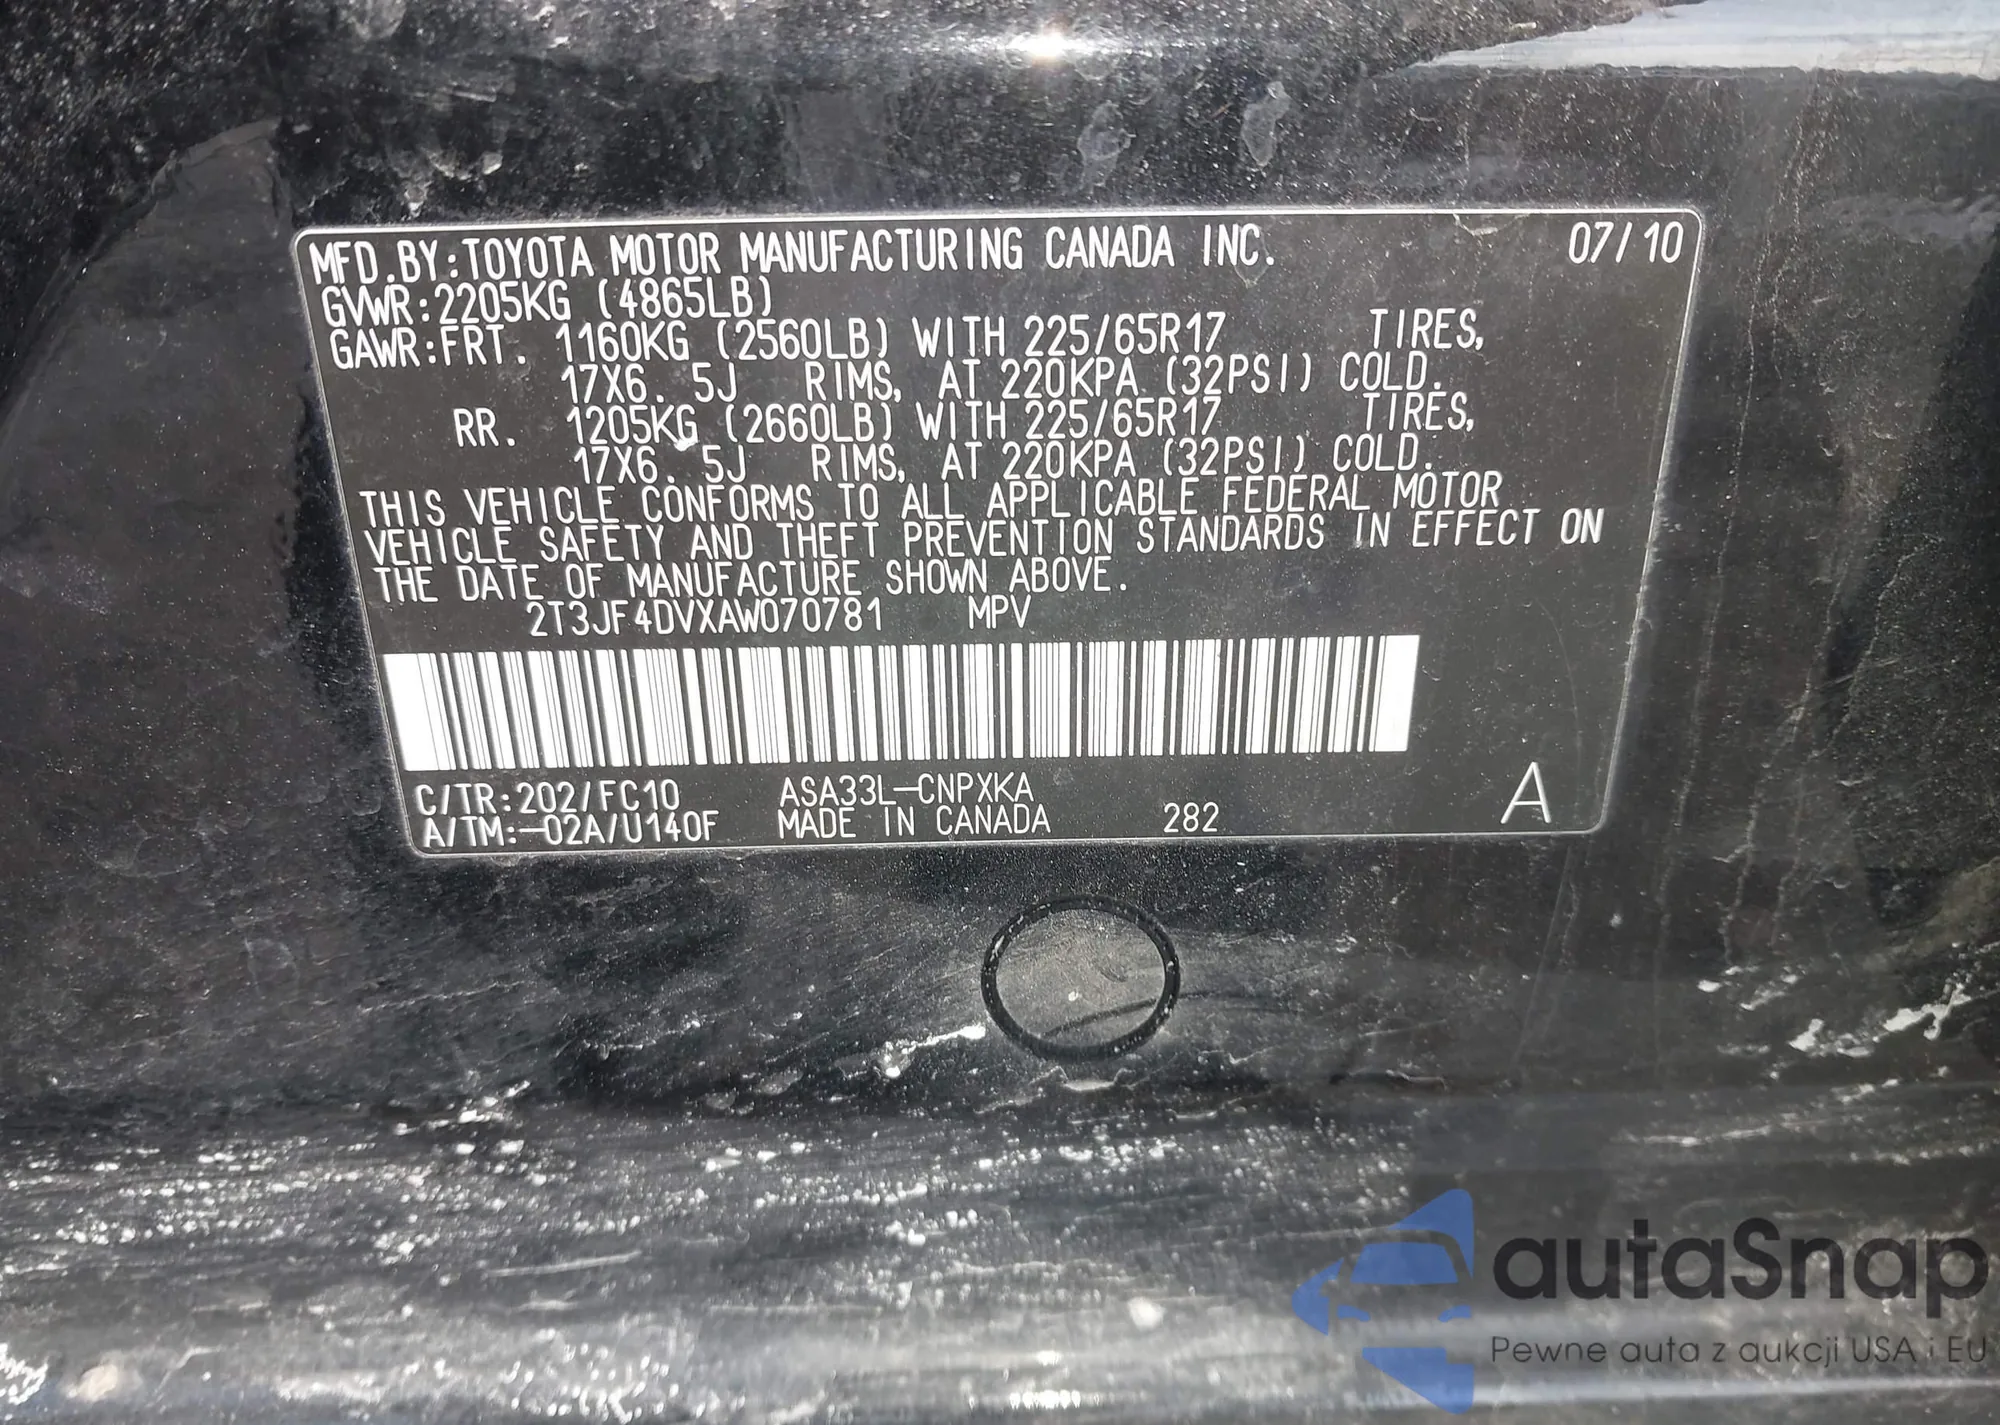 MFD.BY:TOYOTA MOTOR MANUFACTURING CANADA INC. 07/10
GVWR:2205KG (4865LB)
GAWR:FRT. 1160KG (2560LB) WITH 225/65R17 TIRES,
17X6.5J RIMS, AT 220KPA (32PSI) COLD.
RR. 1205KG (2660LB) WITH 225/65R17 TIRES,
17X6.5J RIMS, AT 220KPA (32PSI) COLD.
THIS VEHICLE CONFORMS TO ALL APPLICABLE FEDERAL MOTOR
VEHICLE SAFETY AND THEFT PREVENTION STANDARDS IN EFFECT ON
THE DATE OF MANUFACTURE SHOWN ABOVE.
2T3JF4DVXAW070781 MPV
C/TR:202/FC10 ASA33L-CNPXKA
A/TM:-02A/U140F MADE IN CANADA 282 A
autaSnap
Pewne auta z aukcji USA i EU